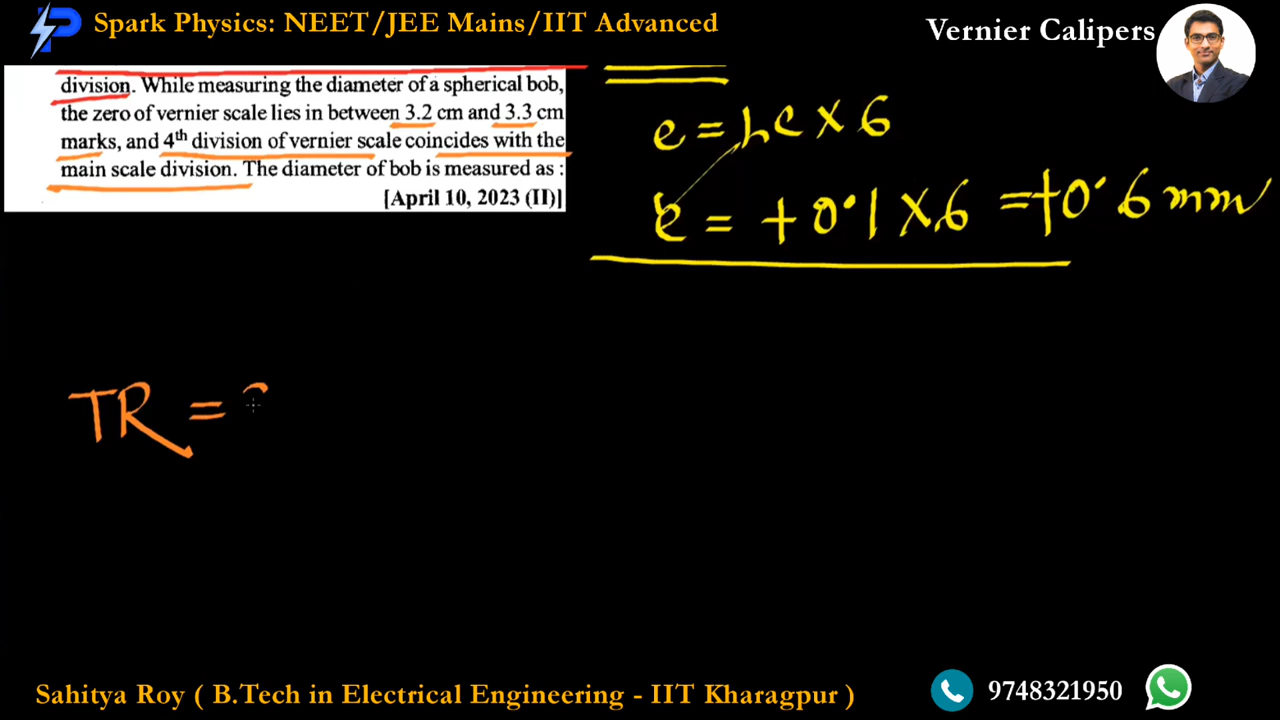 Spark Physics: NEET/JEE Mains/IIT Advanced
Vernier Calipers
division. While measuring the diameter of a spherical bob,
the zero of vernier scale lies in between 3.2 cm and 3.3 cm
marks, and 4th division of vernier scale coincides with the
main scale division. The diameter of bob is measured as :
[April 10, 2023 (II)]
e = LC × 6
e = +0.1 × 6 = +0.6 mm
TR =
Sahitya Roy ( B.Tech in Electrical Engineering - IIT Kharagpur )
9748321950